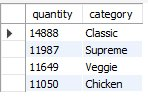 quantity category
14888 Classic
11987 Supreme
11649 Veggie
11050 Chicken